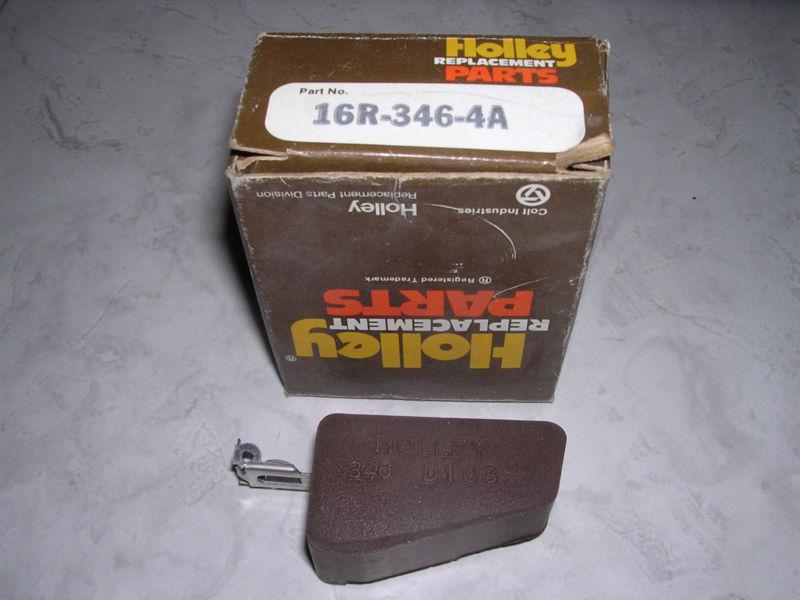 Holley
REPLACEMENT
PARTS
Part No.
16R-346-4A
Colt Industries
Holley
Replacement Parts Division
® Registered Trademark
Holley®
REPLACEMENT
PARTS
HOLLEY
346 D103